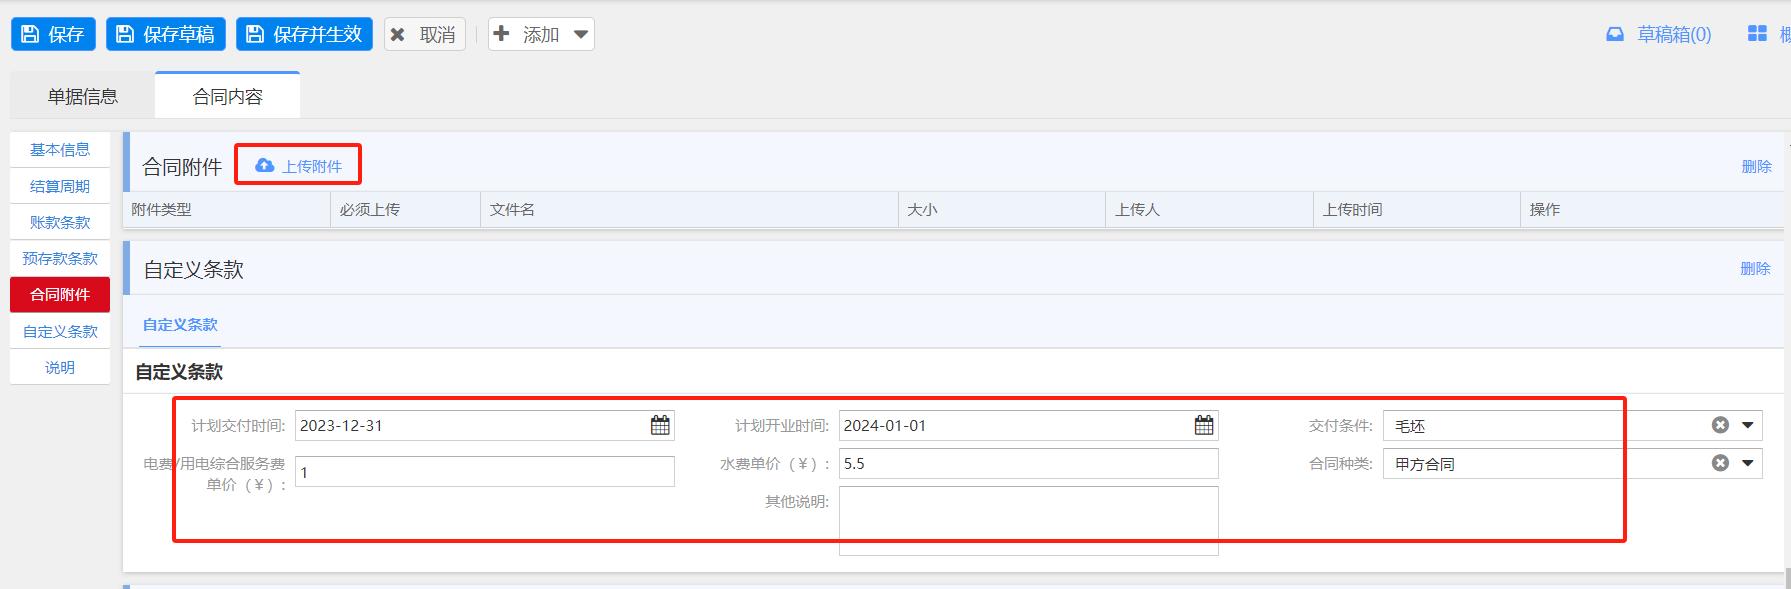 保存 保存草稿 保存并生效 取消 添加 草稿箱(0)
单据信息 合同内容
基本信息
结算周期
账款条款
预存款条款
合同附件
自定义条款
说明
合同附件 上传附件 删除
附件类型 必须上传 文件名 大小 上传人 上传时间 操作
自定义条款 删除
自定义条款
自定义条款
计划交付时间: 2023-12-31 计划开业时间: 2024-01-01 交付条件: 毛坯
电费/用电综合服务费 1 水费单价（¥）: 5.5 合同种类: 甲方合同
单价（¥）:
其他说明: